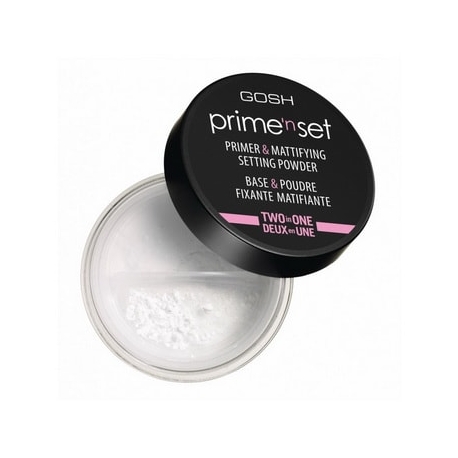 GOSH
prime'n set
PRIMER & MATTIFYING
SETTING POWDER
BASE & POUDRE
FIXANTE MATIFIANTE
TWO in ONE
DEUX en UNE